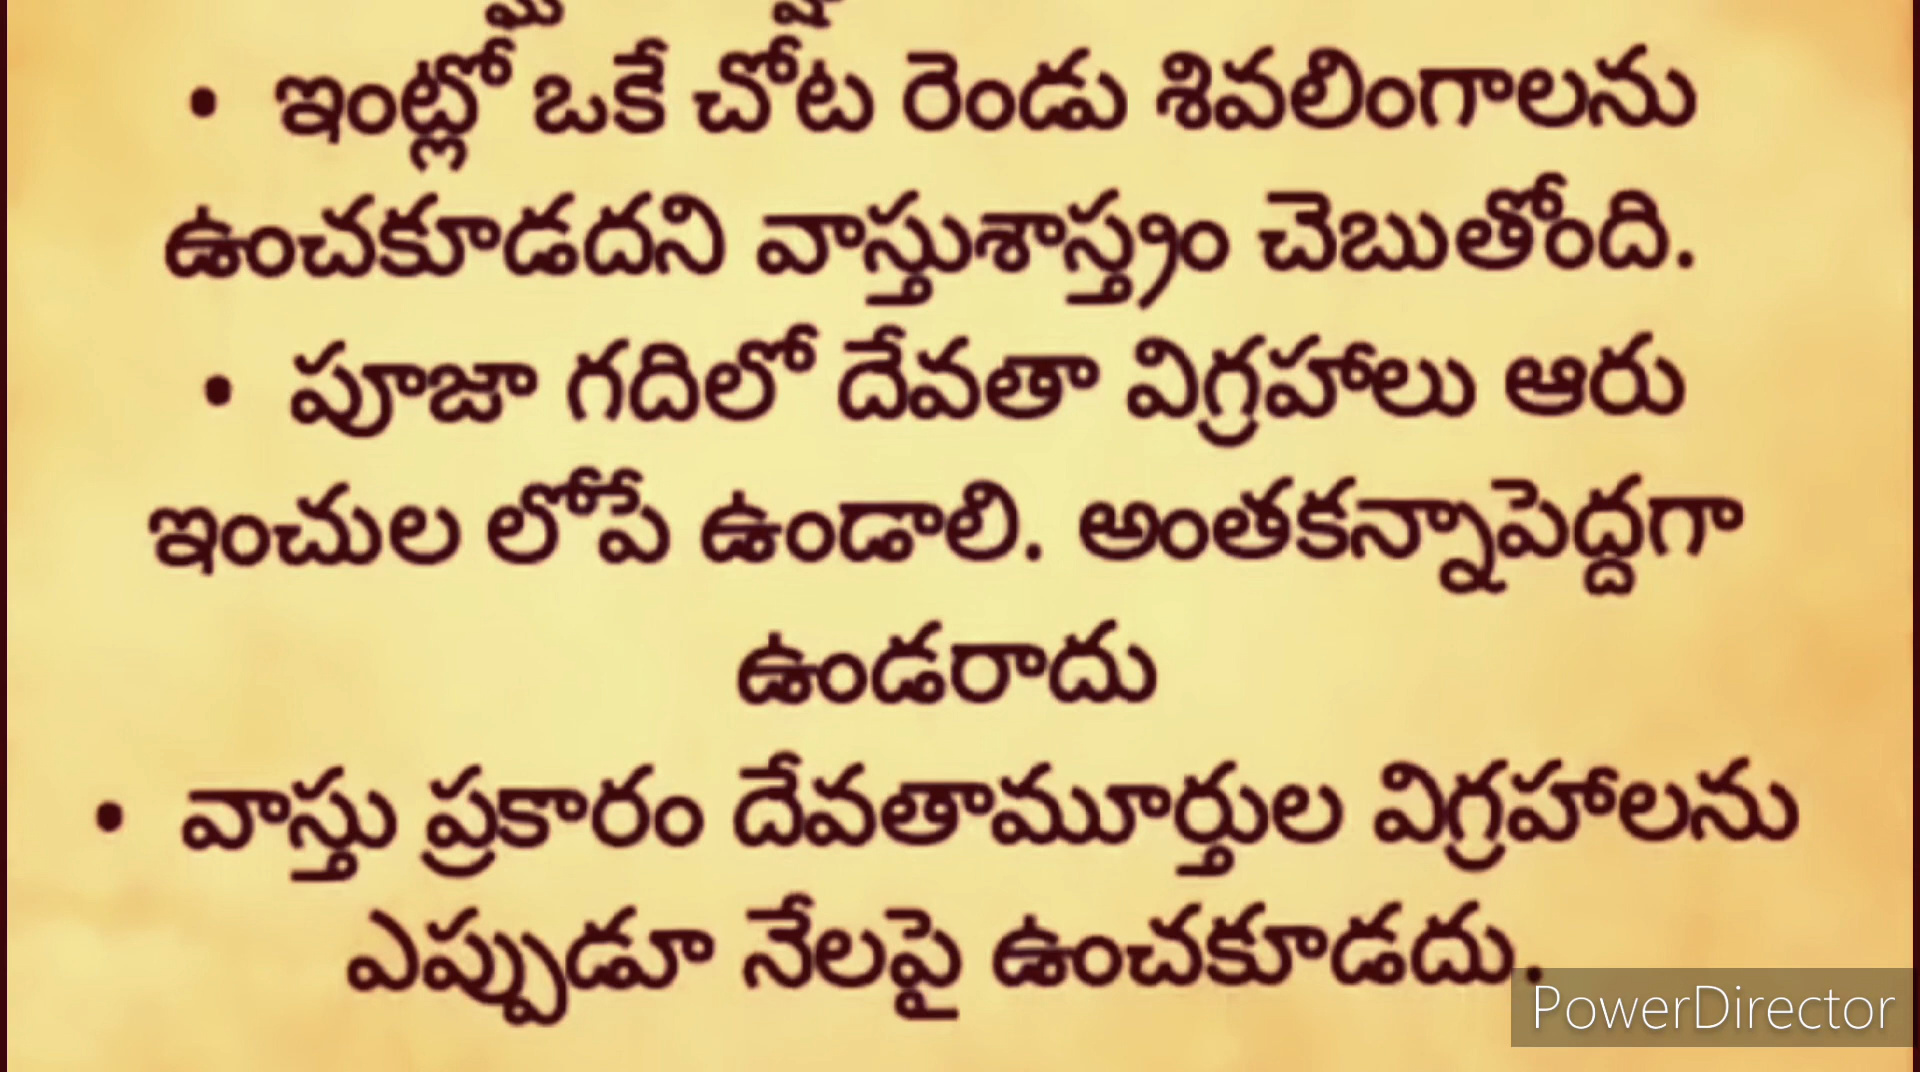 • ఇంట్లో ఒకే చోట రెండు శివలింగాలను
ఉంచకూడదని వాస్తుశాస్త్రం చెబుతోంది.
• పూజా గదిలో దేవతా విగ్రహాలు ఆరు
ఇంచుల లోపే ఉండాలి. అంతకన్నాపెద్దగా
ఉండరాదు
• వాస్తు ప్రకారం దేవతామూర్తుల విగ్రహాలను
ఎప్పుడూ నేలపై ఉంచకూడదు.
PowerDirector